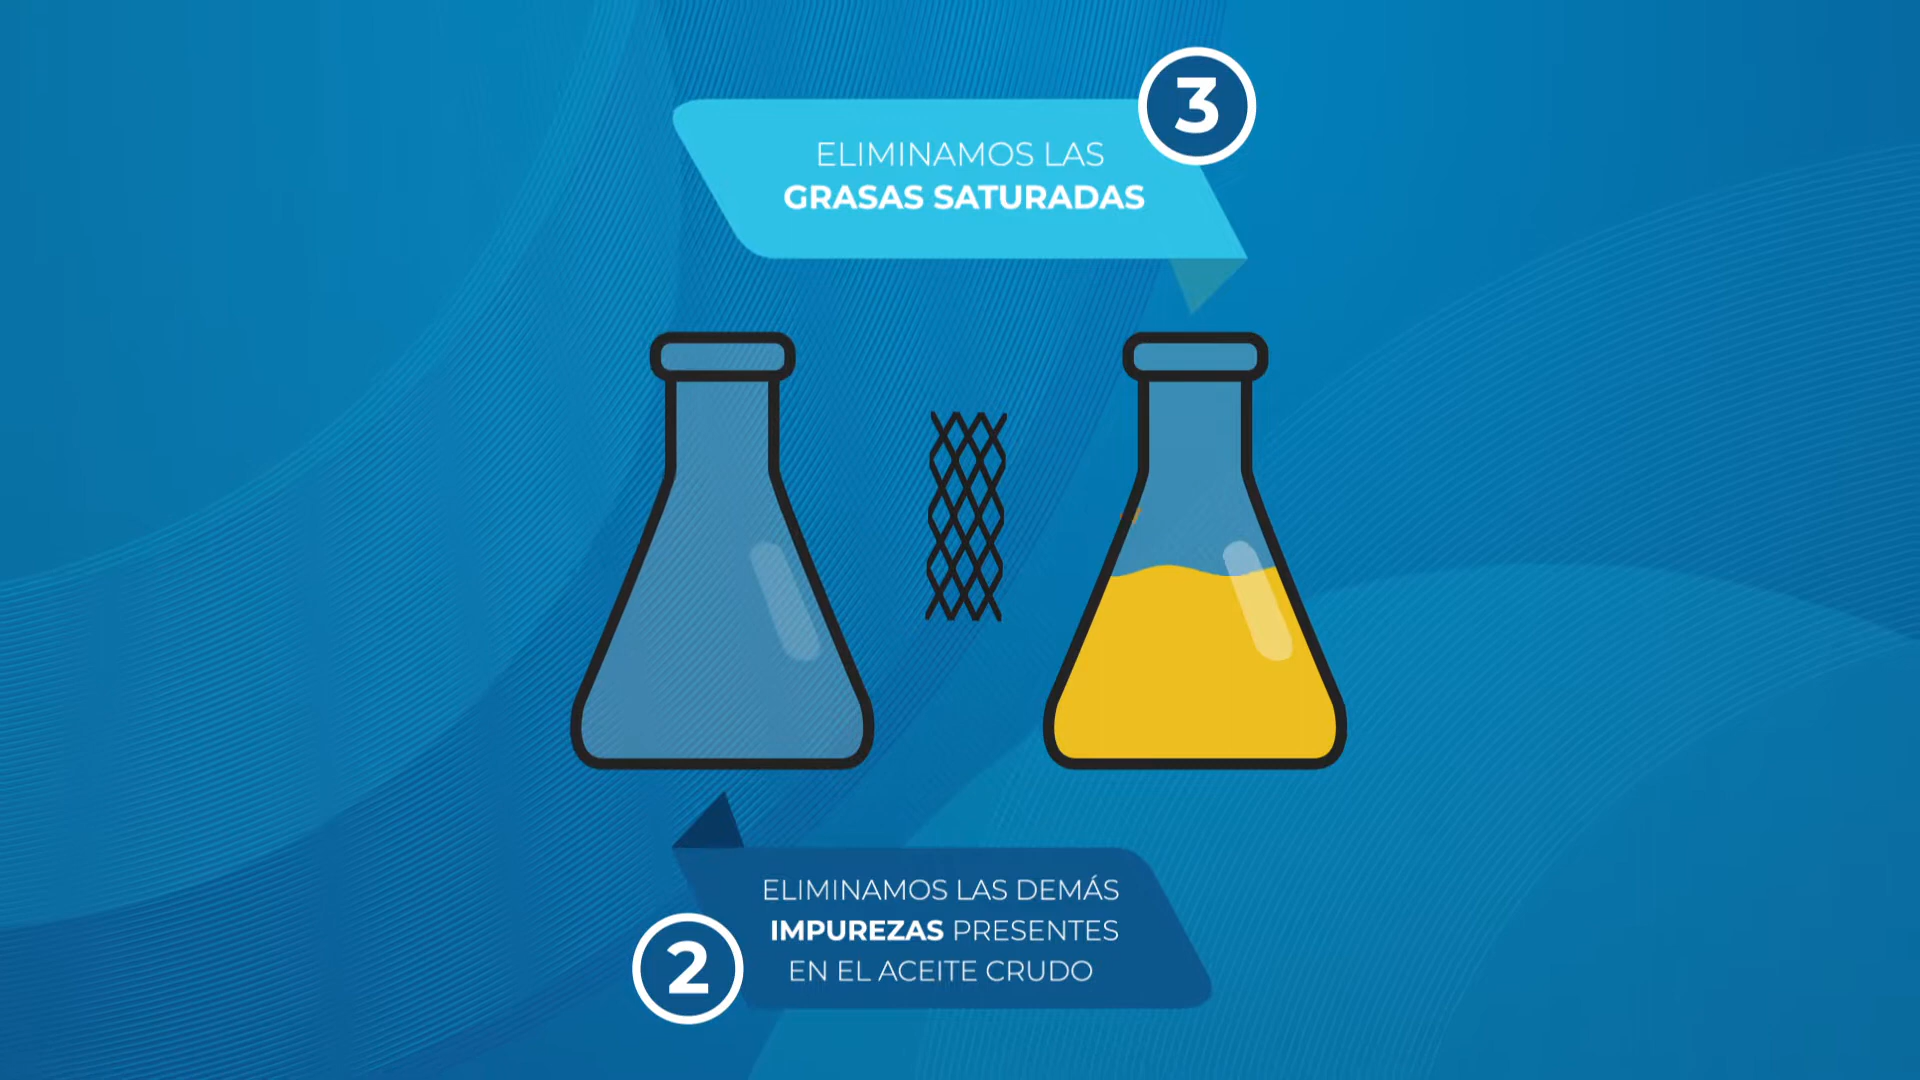 3
ELIMINAMOS LAS
GRASAS SATURADAS
ELIMINAMOS LAS DEMÁS
IMPUREZAS PRESENTES
EN EL ACEITE CRUDO
2